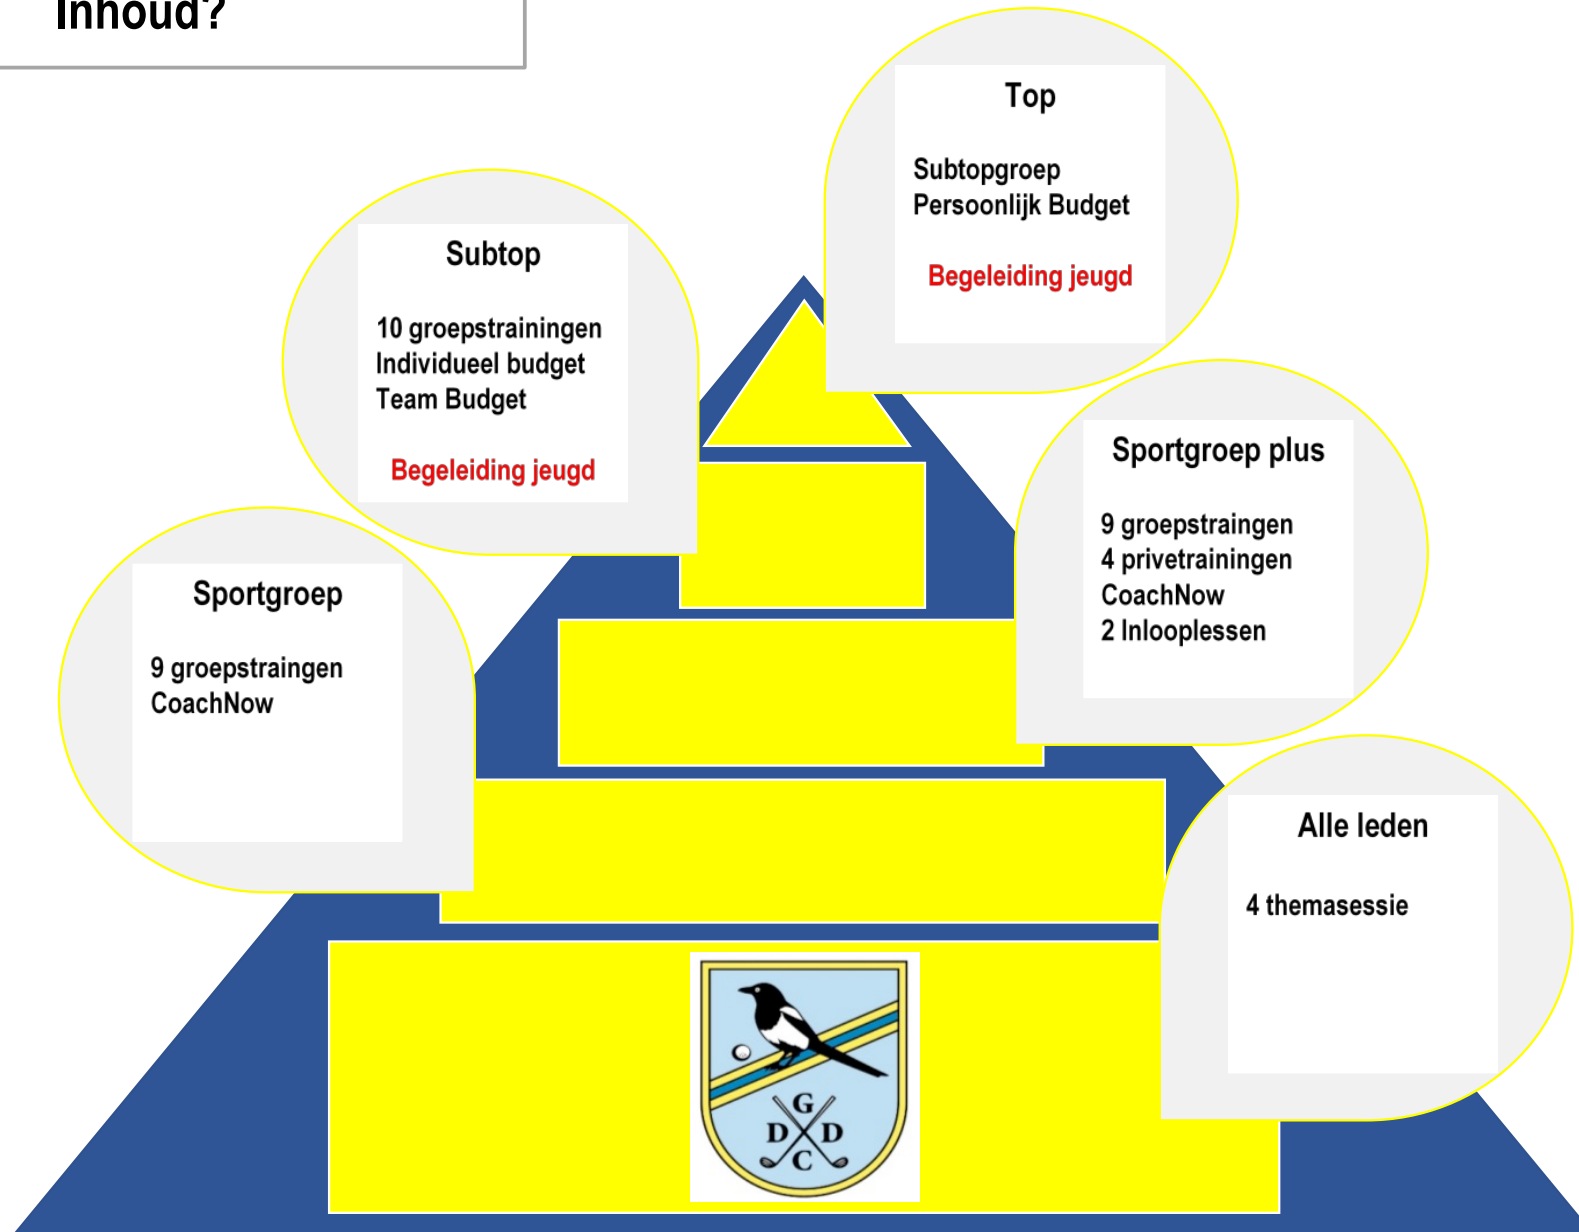 Inhoud?
Top
Subtopgroep
Persoonlijk Budget
Begeleiding jeugd
Subtop
10 groepstrainingen
Individueel budget
Team Budget
Begeleiding jeugd
Sportgroep plus
9 groepstraingen
4 privetrainingen
CoachNow
2 Inlooplessen
Sportgroep
9 groepstraingen
CoachNow
Alle leden
4 themasessie
G
D D
C